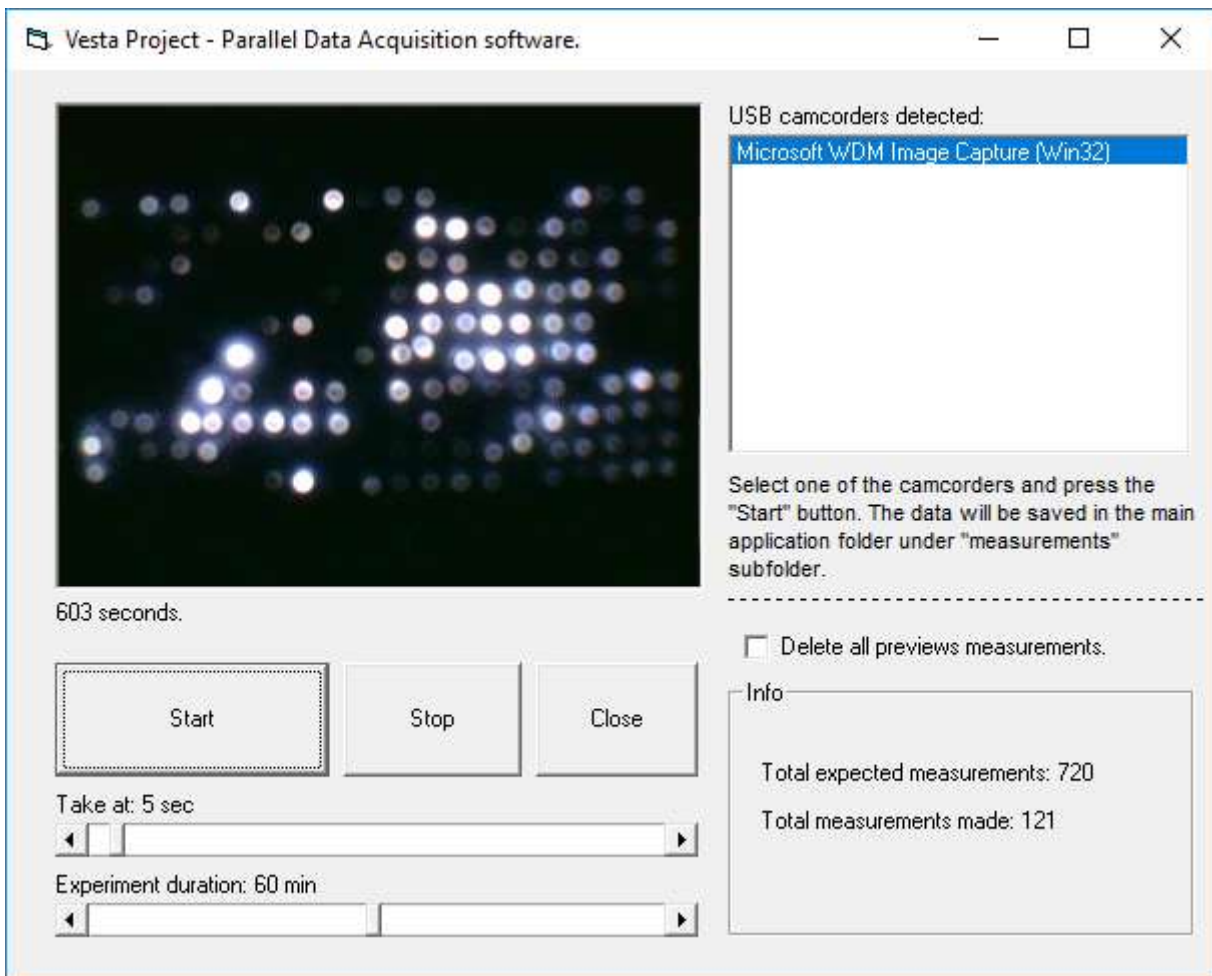 Vesta Project - Parallel Data Acquisition software.
USB camcorders detected:
Microsoft WDM Image Capture (Win32)
Select one of the camcorders and press the
"Start" button. The data will be saved in the main
application folder under "measurements"
subfolder.
603 seconds.
Delete all previews measurements.
Start
Stop
Close
Info
Total expected measurements: 720
Total measurements made: 121
Take at: 5 sec
Experiment duration: 60 min